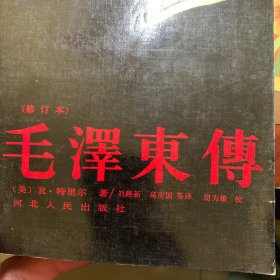 (修订本)
毛澤東傳
〔美〕R·特里尔 著/刘路新 高庆国 等译 胡为雄 校
河北人民出版社